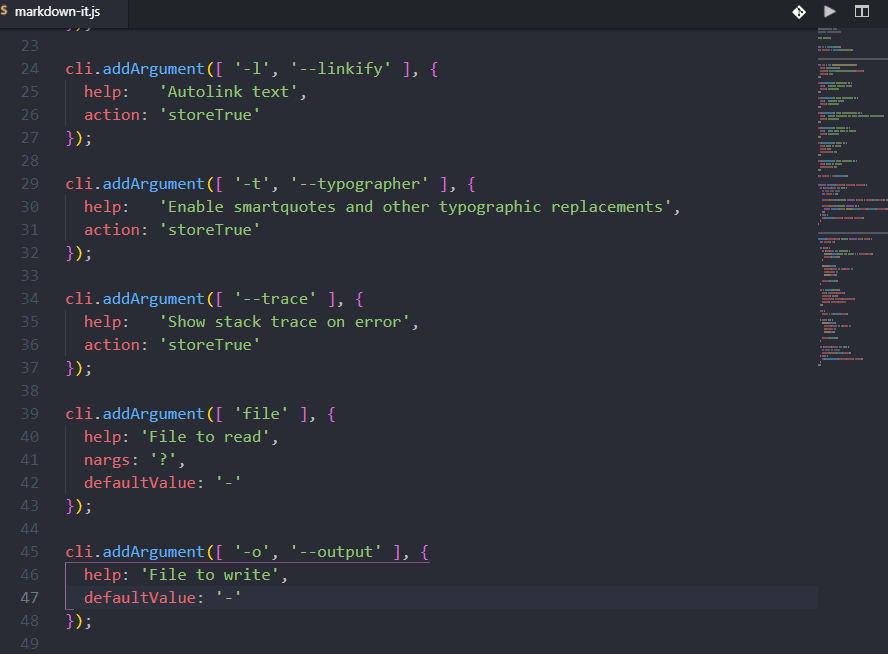 markdown-it.js
23
24 cli.addArgument([ '-l', '--linkify' ], {
25   help:   'Autolink text',
26   action: 'storeTrue'
27 });
28
29 cli.addArgument([ '-t', '--typographer' ], {
30   help:   'Enable smartquotes and other typographic replacements',
31   action: 'storeTrue'
32 });
33
34 cli.addArgument([ '--trace' ], {
35   help:   'Show stack trace on error',
36   action: 'storeTrue'
37 });
38
39 cli.addArgument([ 'file' ], {
40   help: 'File to read',
41   nargs: '?',
42   defaultValue: '-'
43 });
44
45 cli.addArgument([ '-o', '--output' ], {
46   help: 'File to write',
47   defaultValue: '-'
48 });
49